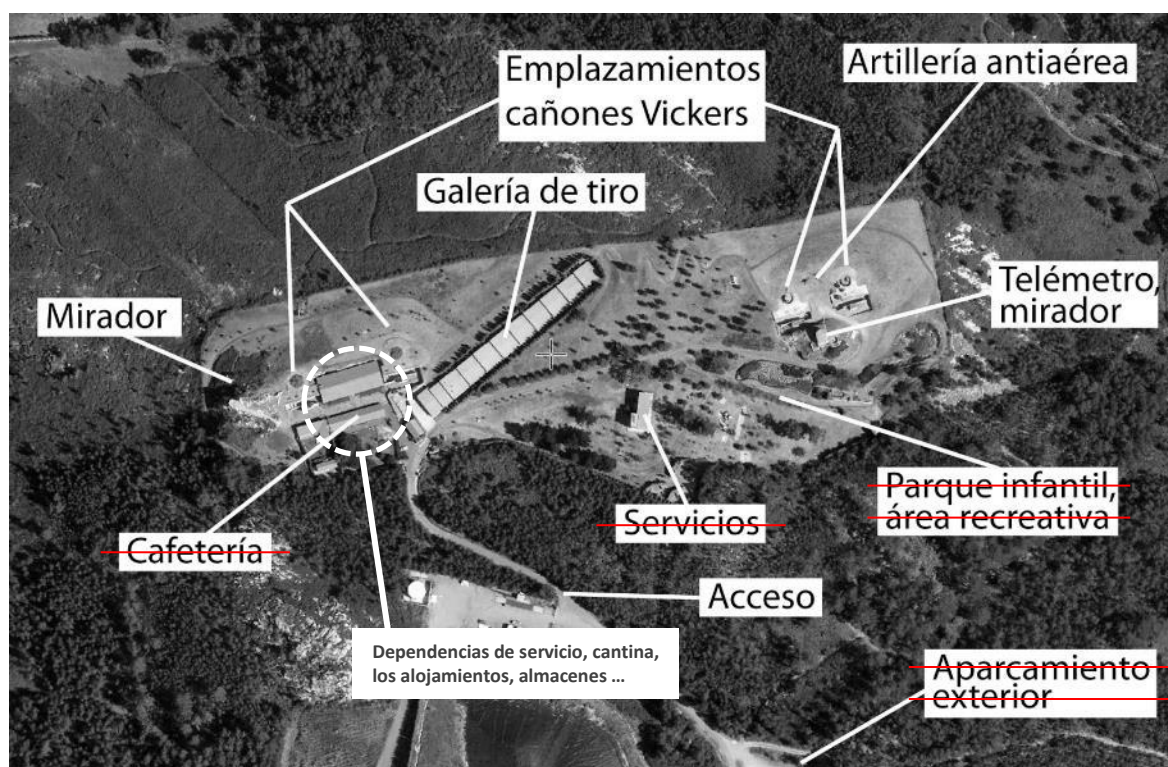 Emplazamientos
cañones Vickers
Artillería antiaérea
Galería de tiro
Telémetro,
mirador
Mirador
Parque infantil,
área recreativa
Servicios
Cafetería
Acceso
Dependencias de servicio, cantina,
los alojamientos, almacenes ...
Aparcamiento
exterior